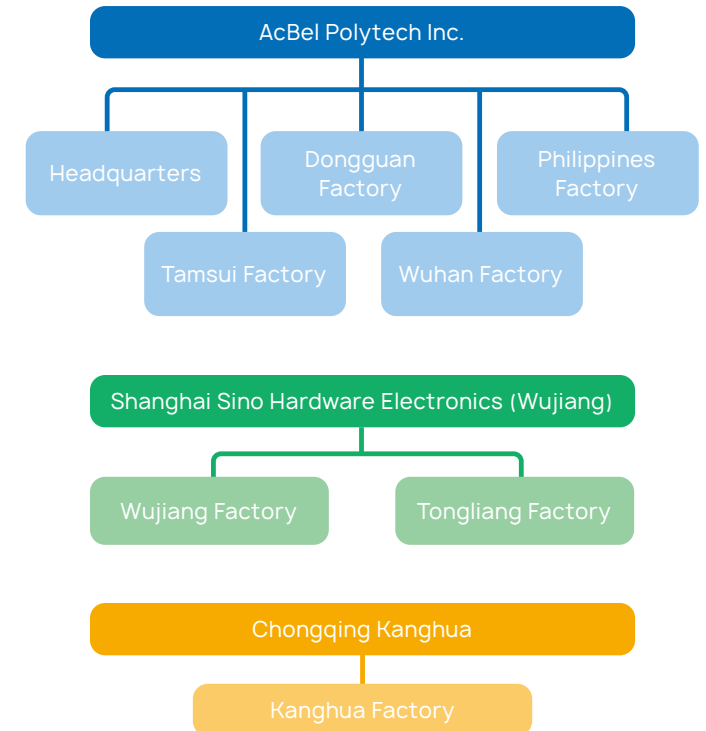 AcBel Polytech Inc.
Headquarters
Dongguan
Factory
Philippines
Factory
Tamsui Factory
Wuhan Factory
Shanghai Sino Hardware Electronics (Wujiang)
Wujiang Factory
Tongliang Factory
Chongqing Kanghua
Kanghua Factory